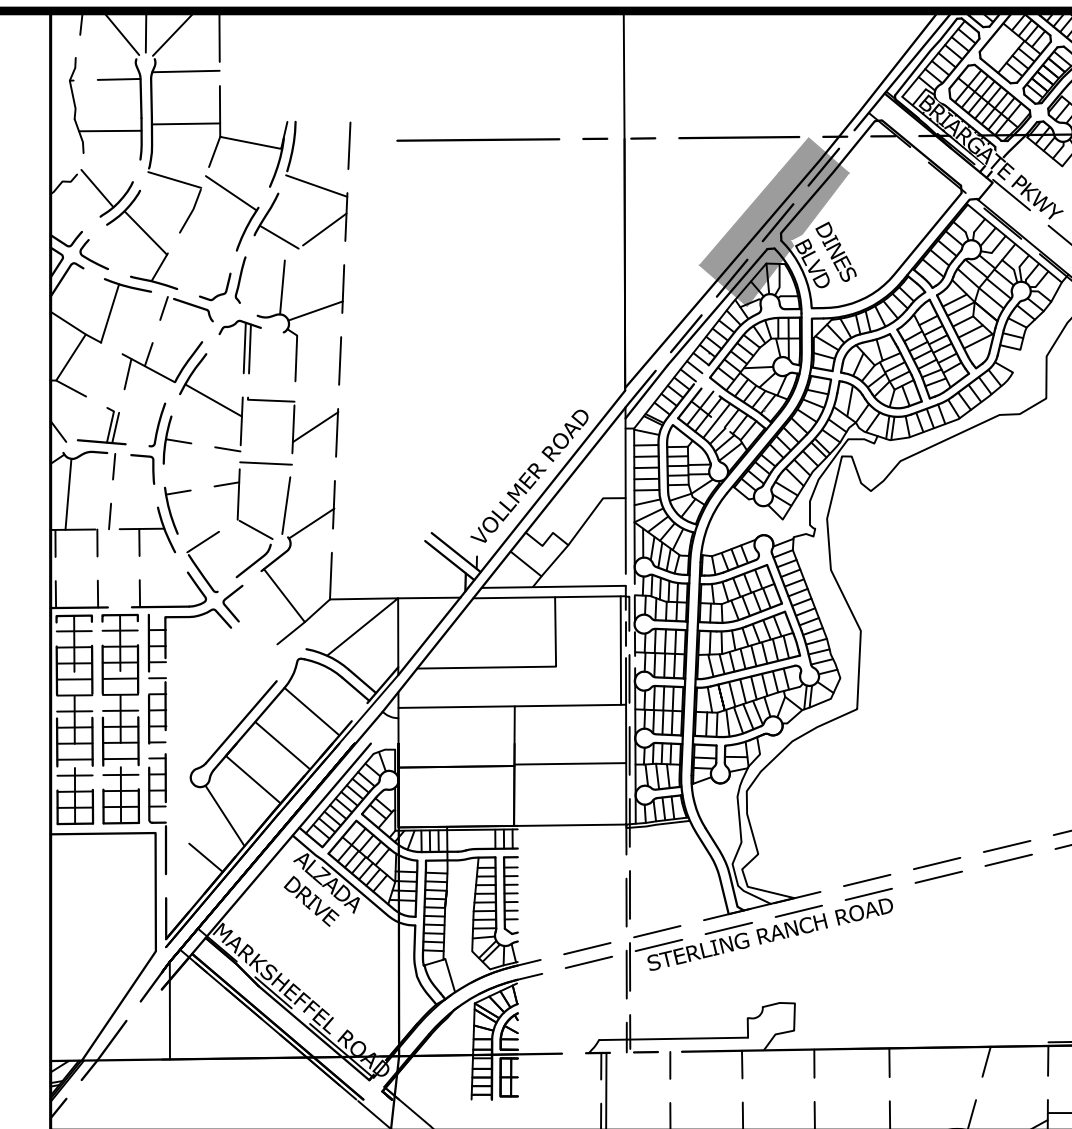 BRIARGATE PKWY
DINES
BLVD
VOLLMER ROAD
ALZADA
DRIVE
STERLING RANCH ROAD
MARKSHEFFEL ROAD